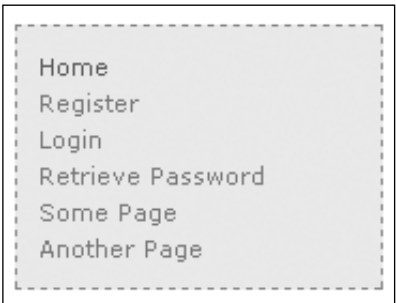 Home
Register
Login
Retrieve Password
Some Page
Another Page